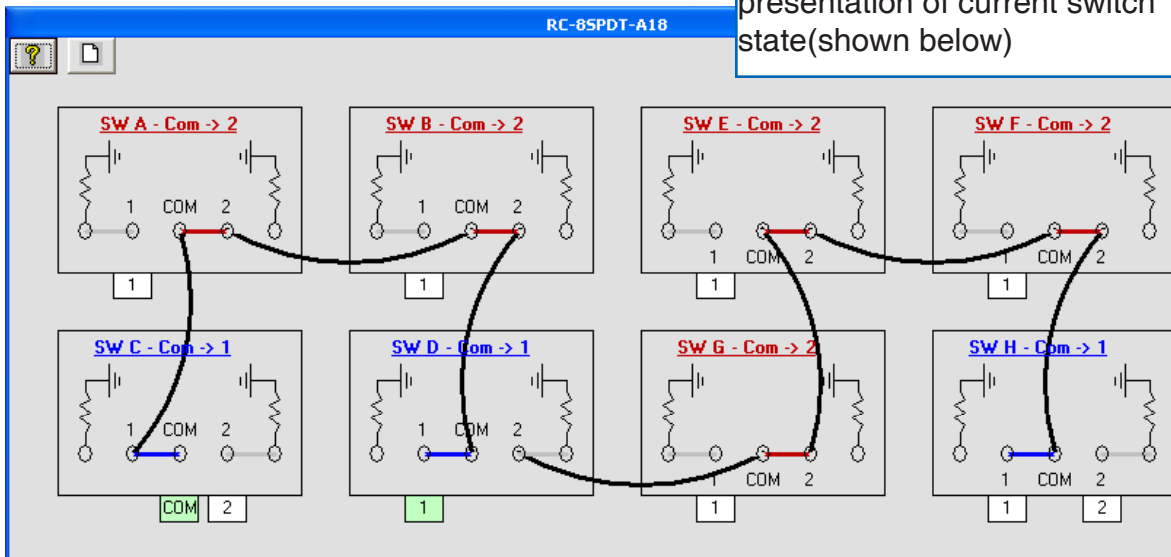 presentation of current switch
state(shown below)
RC-8SPDT-A18
?
SW A - Com -> 2
SW B - Com -> 2
SW E - Com -> 2
SW F - Com -> 2
1 COM 2
1 COM 2
1 COM 2
1 COM 2
1
1
1
1
SW C - Com -> 1
SW D - Com -> 1
SW G - Com -> 2
SW H - Com -> 1
1 COM 2
1 COM 2
1 COM 2
1 COM 2
COM 2
1
1
1 2